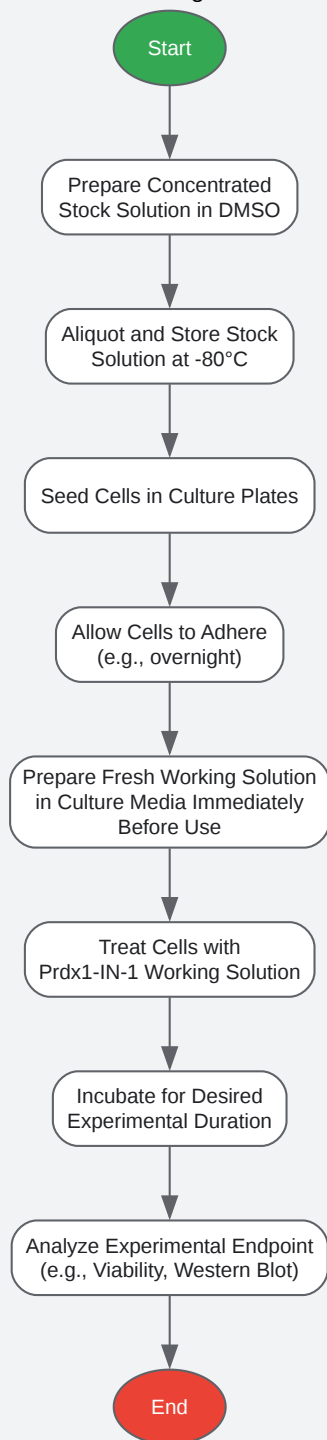 Start
Prepare Concentrated
Stock Solution in DMSO
Aliquot and Store Stock
Solution at -80°C
Seed Cells in Culture Plates
Allow Cells to Adhere
(e.g., overnight)
Prepare Fresh Working Solution
in Culture Media Immediately
Before Use
Treat Cells with
Prdx1-IN-1 Working Solution
Incubate for Desired
Experimental Duration
Analyze Experimental Endpoint
(e.g., Viability, Western Blot)
End